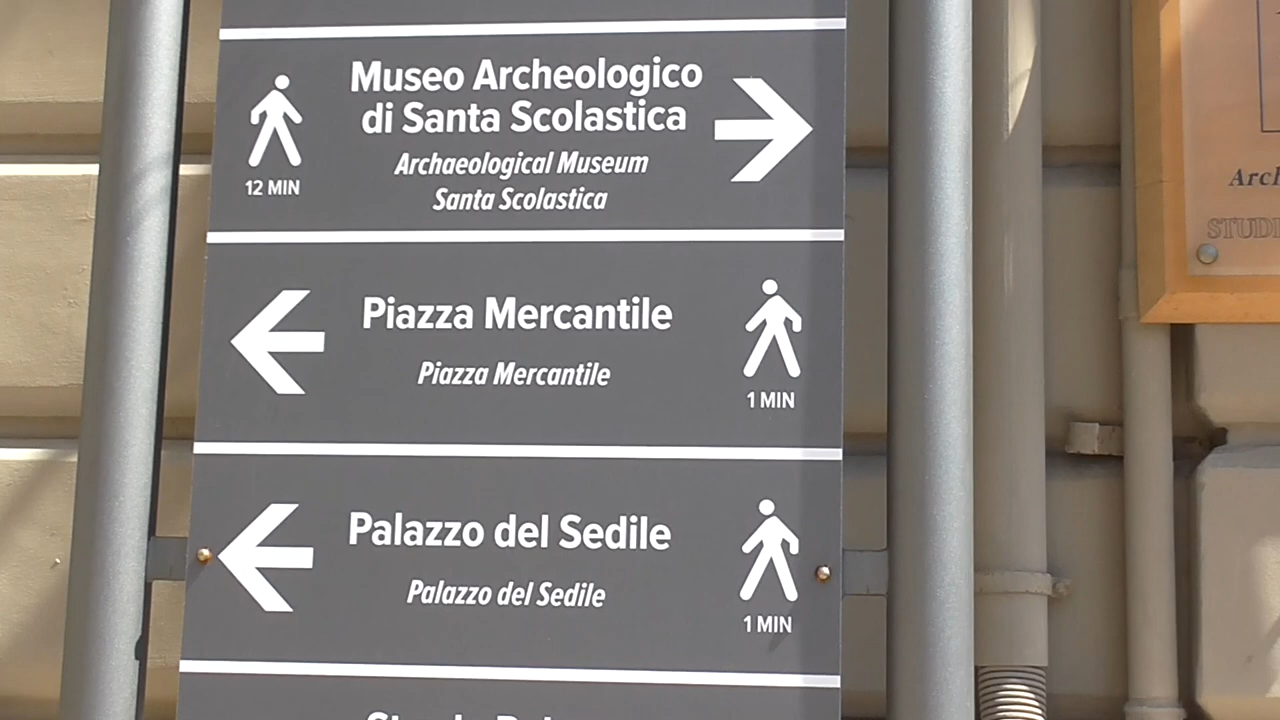 Museo Archeologico
di Santa Scolastica
Archaeological Museum
Santa Scolastica
12 MIN
Piazza Mercantile
Piazza Mercantile
1 MIN
Palazzo del Sedile
Palazzo del Sedile
1 MIN